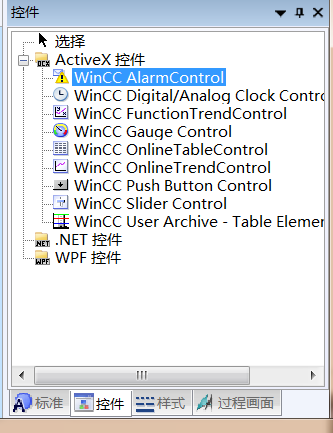 控件
选择
ActiveX 控件
WinCC AlarmControl
WinCC Digital/Analog Clock Contro
WinCC FunctionTrendControl
WinCC Gauge Control
WinCC OnlineTableControl
WinCC OnlineTrendControl
WinCC Push Button Control
WinCC Slider Control
WinCC User Archive - Table Elemen
.NET 控件
WPF 控件
标准 控件 样式 过程画面